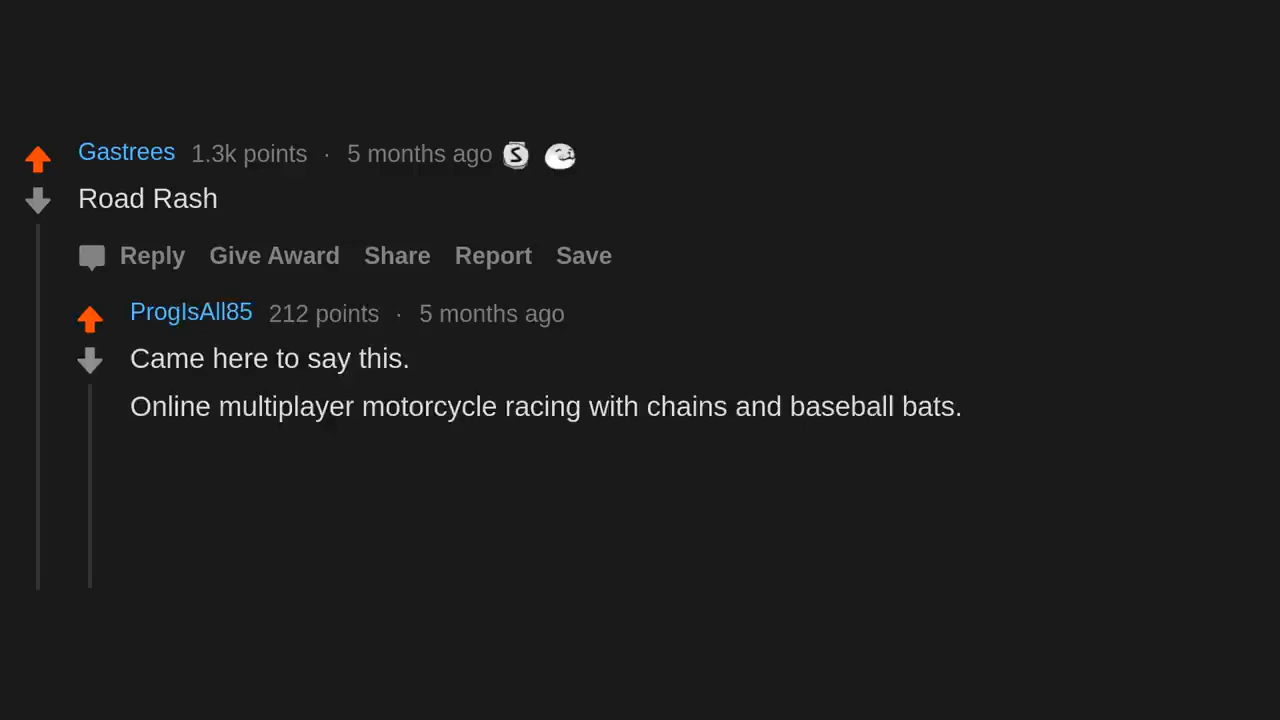 Gastrees 1.3k points · 5 months ago S
Road Rash
Reply Give Award Share Report Save
ProgIsAll85 212 points · 5 months ago
Came here to say this.
Online multiplayer motorcycle racing with chains and baseball bats.